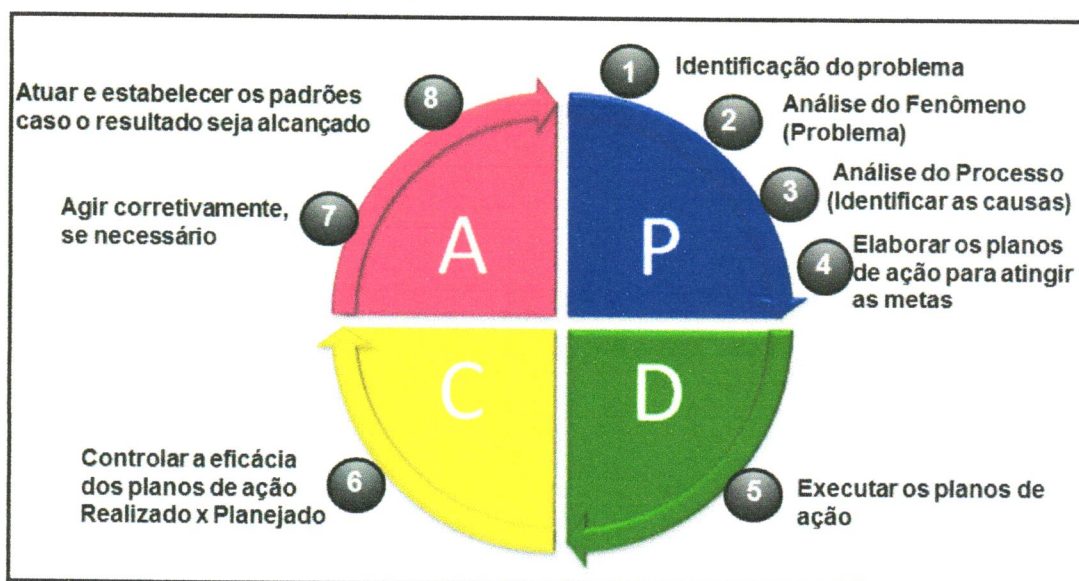 1
Identificação do problema
2
Análise do Fenômeno
(Problema)
3
Análise do Processo
(Identificar as causas)
4
Elaborar os planos
de ação para atingir
as metas
5
Executar os planos de
ação
6
Controlar a eficácia
dos planos de ação
Realizado x Planejado
7
Agir corretivamente,
se necessário
8
Atuar e estabelecer os padrões
caso o resultado seja alcançado
A
P
C
D